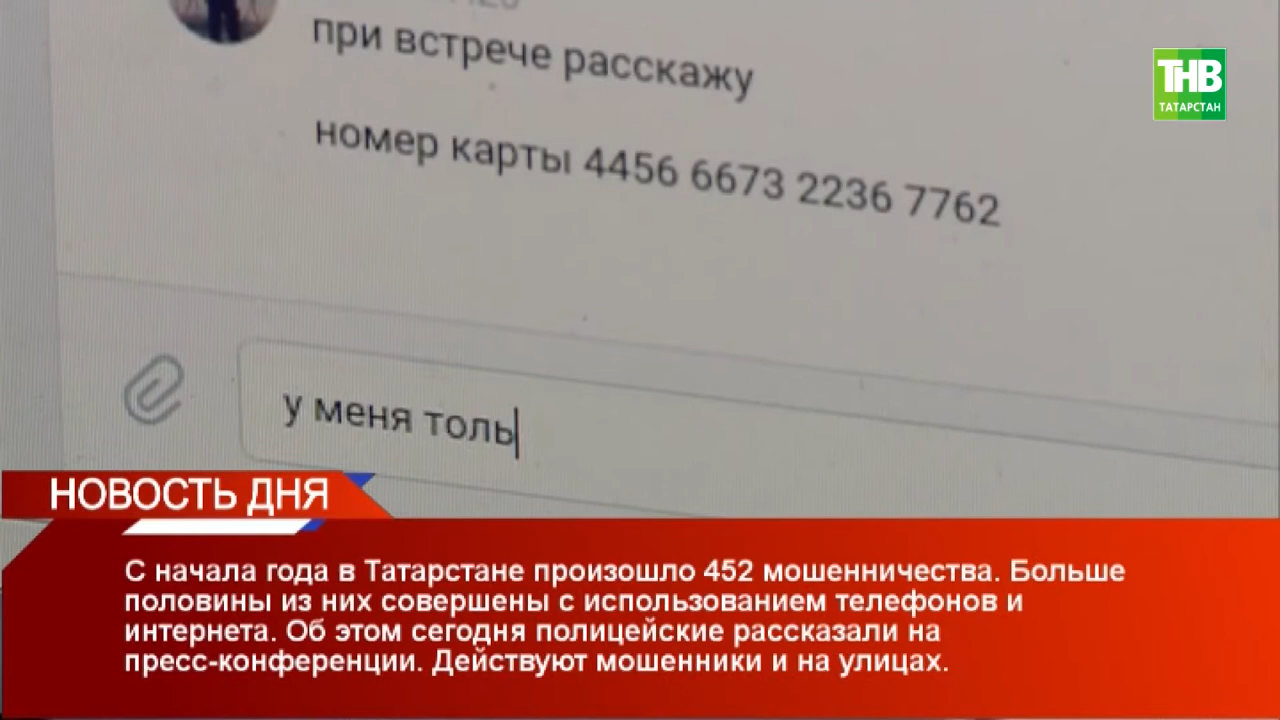 при встрече расскажу
номер карты 4456 6673 2236 7762
ТНВ
ТАТАРСТАН
у меня толь
НОВОСТЬ ДНЯ
С начала года в Татарстане произошло 452 мошенничества. Больше
половины из них совершены с использованием телефонов и
интернета. Об этом сегодня полицейские рассказали на
пресс-конференции. Действуют мошенники и на улицах.